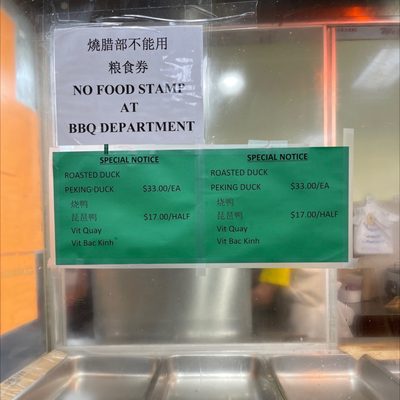 燒腊部不能用
粮食券
NO FOOD STAMP
AT
BBQ DEPARTMENT
SPECIAL NOTICE
ROASTED DUCK
PEKING DUCK $33.00/EA
烧鸭
琵琶鸭 $17.00/HALF
Vit Quay
Vit Bac Kinh
SPECIAL NOTICE
ROASTED DUCK
PEKING DUCK $33.00/EA
烧鸭
琵琶鸭 $17.00/HALF
Vit Quay
Vit Bac Kinh